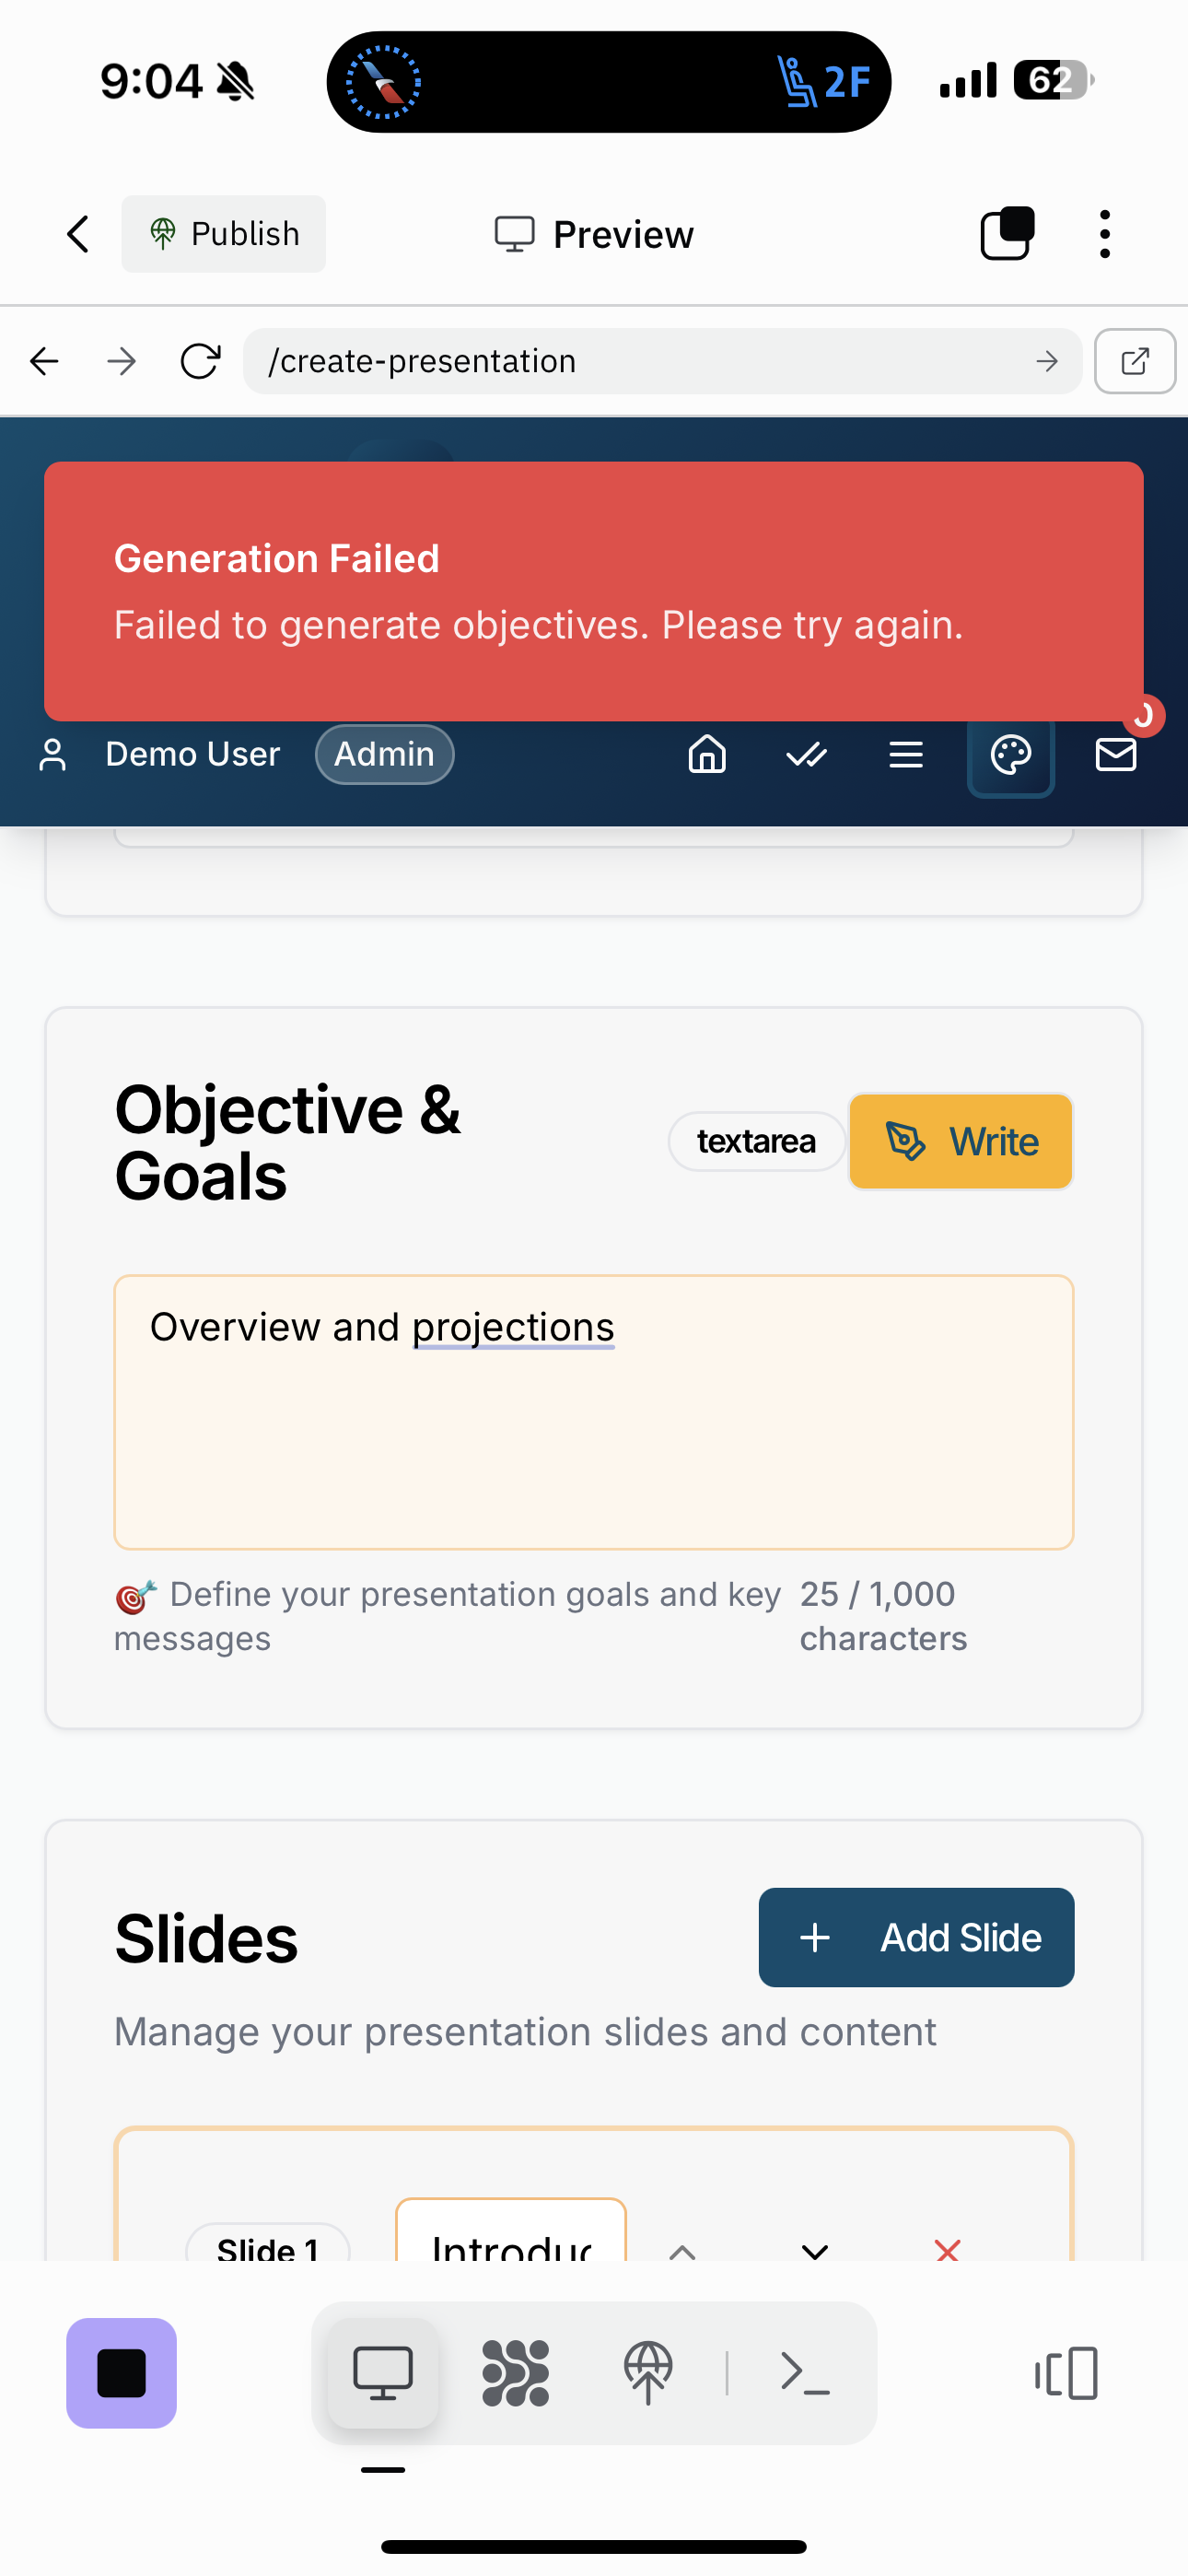 9:04
2F
62
Publish
Preview
/create-presentation
Generation Failed
Failed to generate objectives. Please try again.
Demo User
Admin
Objective &
Goals
textarea
Write
Overview and projections
🎯 Define your presentation goals and key
messages
25 / 1,000
characters
Slides
Add Slide
Manage your presentation slides and content
Slide 1
Introduc